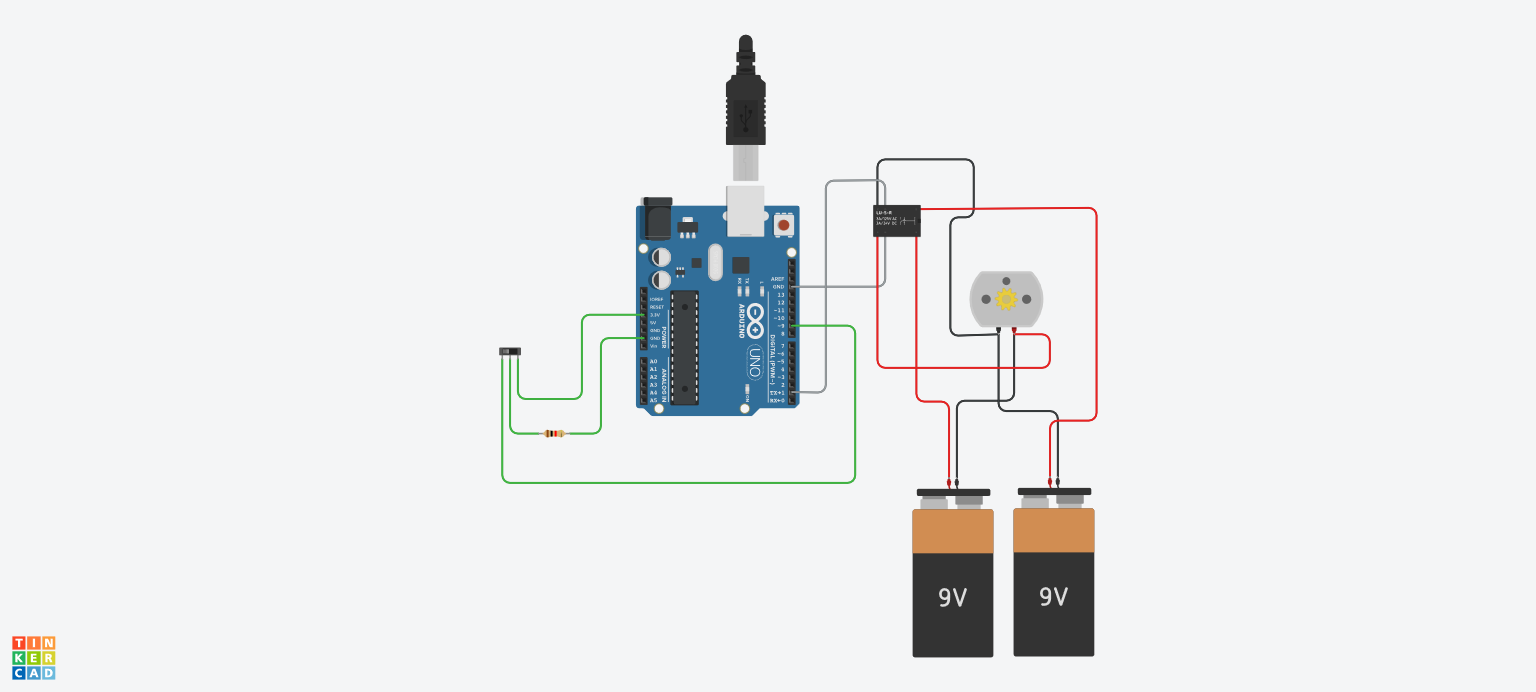 LU-5-R
AREF
GND
13
12
~11
~10
~9
8
7
~6
~5
4
~3
2
TX→1
RX←0
IOREF
RESET
3.3V
5V
GND
GND
Vin
A0
A1
A2
A3
A4
A5
POWER
ANALOG IN
DIGITAL (PWM~)
RX
TX
L
ON
ARDUINO
UNO
9V
9V
TIN
KER
CAD